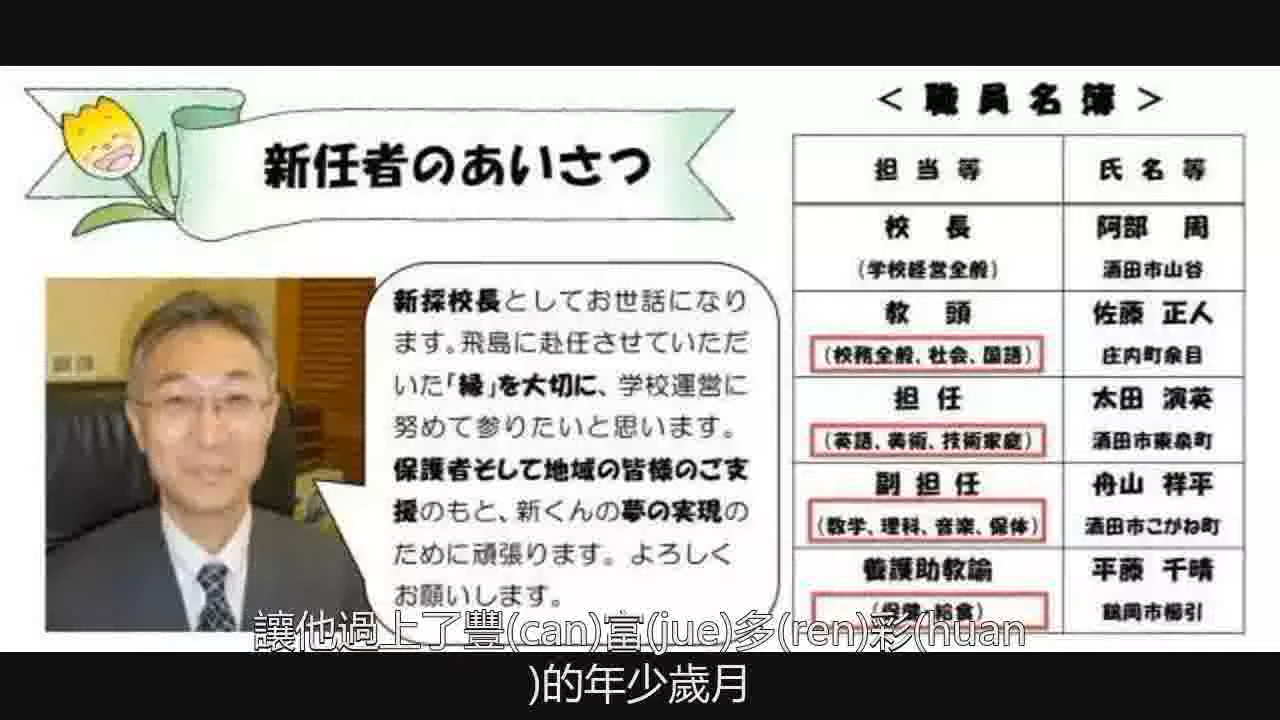 新任者のあいさつ
新採校長としてお世話になり
ます。飛島に赴任させていただ
いた「縁」を大切に、学校運営に
努めて参りたいと思います。
保護者そして地域の皆様のご支
援のもと、新くんの夢の実現の
ために頑張ります。よろしく
お願いします。
＜職員名簿＞
担当等 氏名等
校長 阿部 周
(学校経営全般) 酒田市山谷
教頭 佐藤 正人
(校務全般、社会、国語) 庄内町余目
担任 太田 演英
(英語、美術、技術家庭) 酒田市東泉町
副担任 舟山 祥平
(数学、理科、音楽、保体) 酒田市こがね町
養護助教諭 平藤 千晴
(保健・給食) 鶴岡市櫛引
讓他過上了豐(can)富(jue)多(ren)彩(huan
)的年少歲月